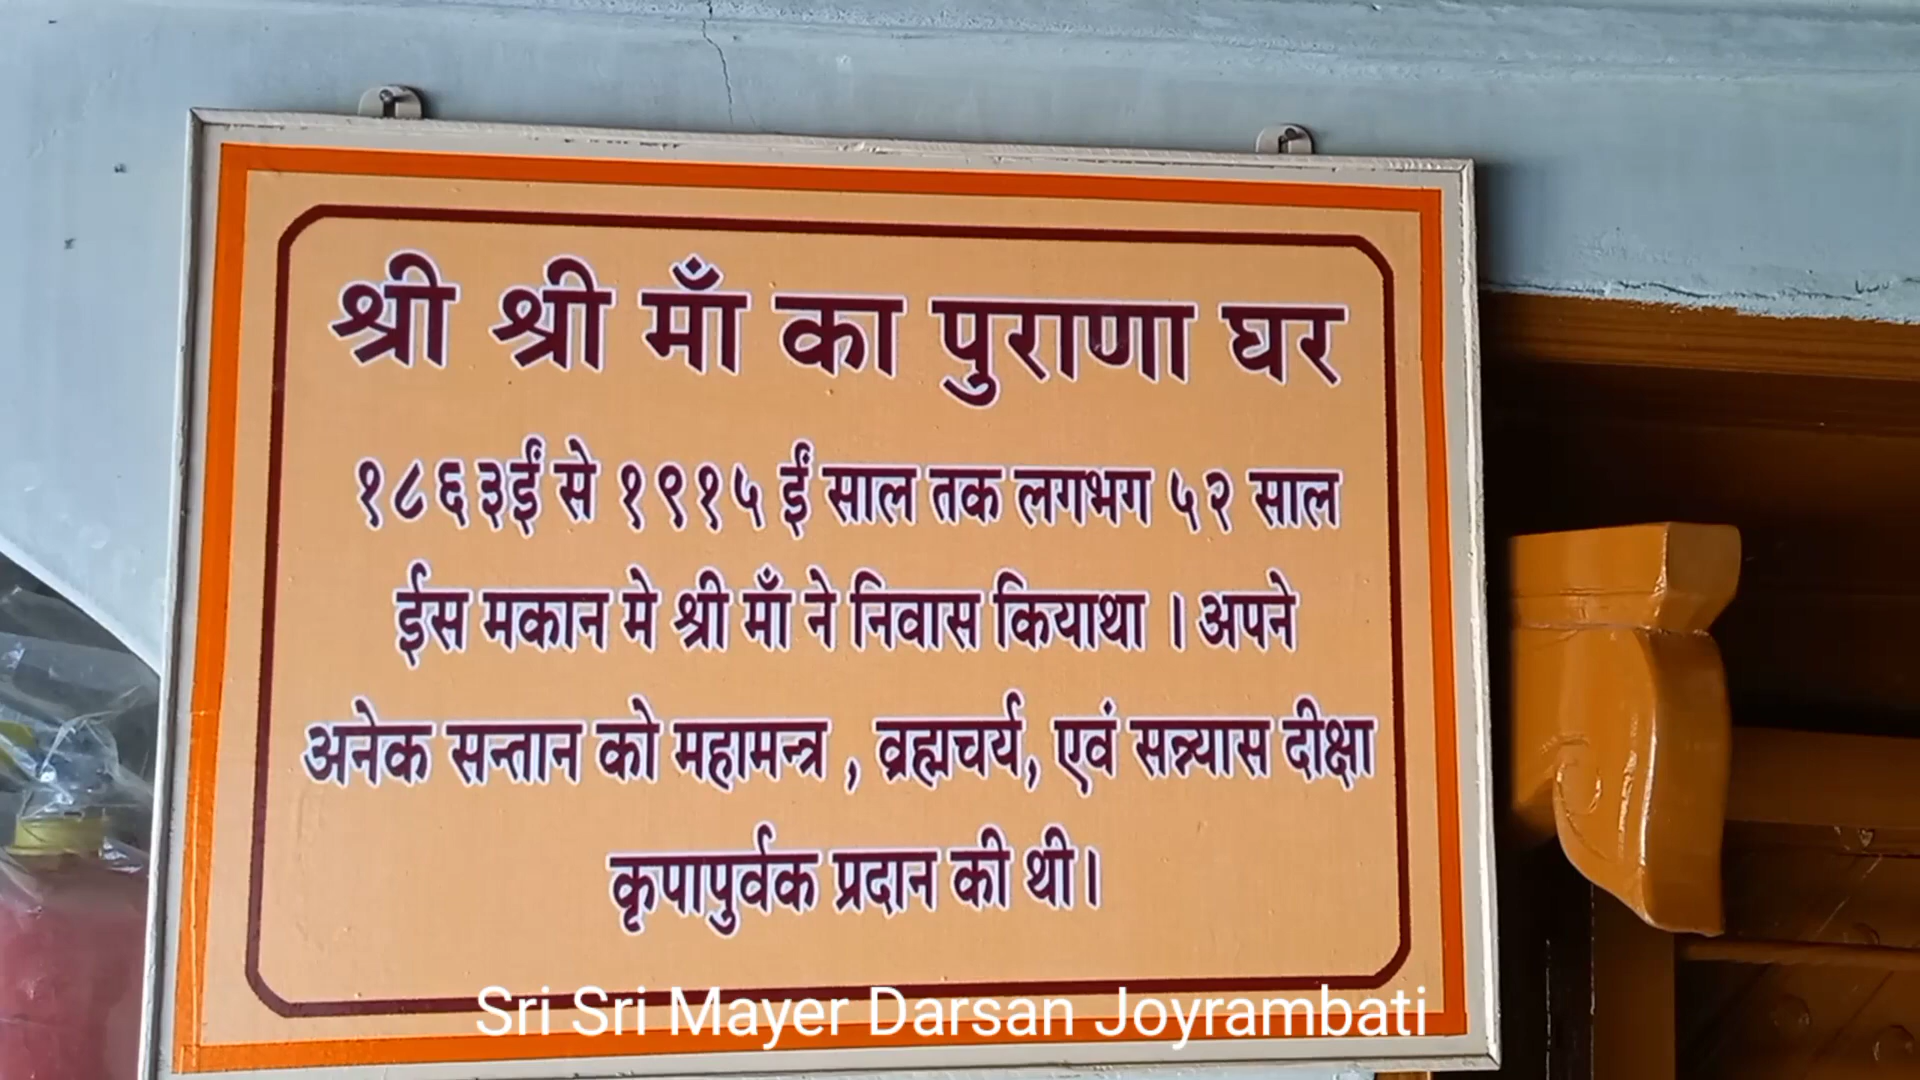 श्री श्री माँ का पुराणा घर
१८६३ईं से १९१५ ईं साल तक लगभग ५२ साल
ईस मकान मे श्री माँ ने निवास कियाथा । अपने
अनेक सन्तान को महामन्त्र , व्रह्मचर्य, एवं सन्न्यास दीक्षा
कृपापुर्वक प्रदान की थी।
Sri Sri Mayer Darsan Joyrambati